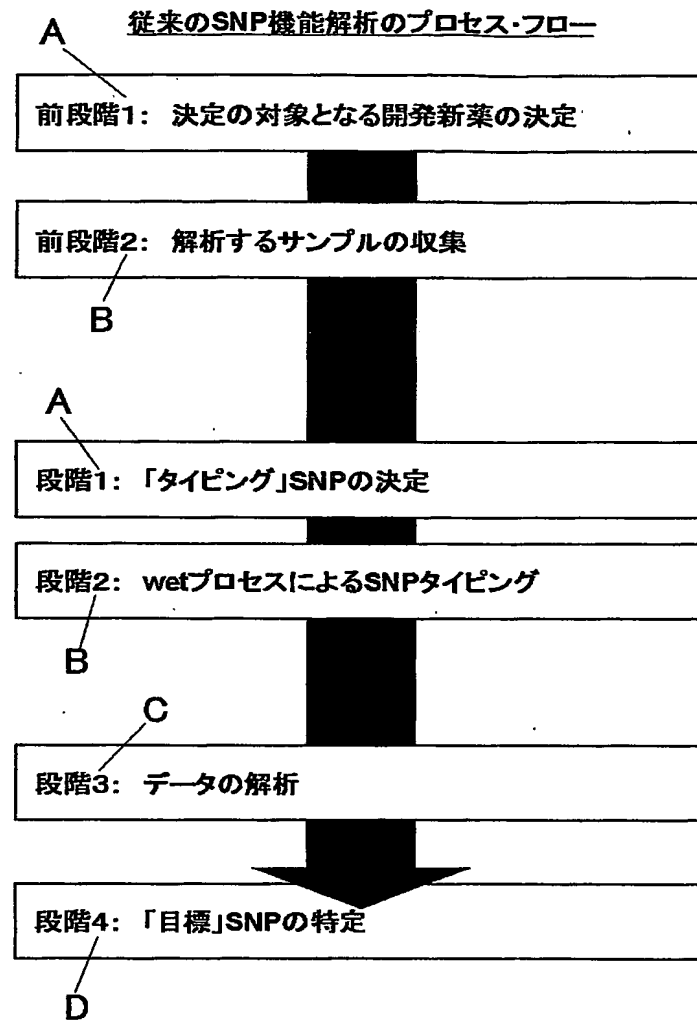 従来のSNP機能解析のプロセス・フロー
A
前段階1: 決定の対象となる開発新薬の決定
前段階2: 解析するサンプルの収集
B
A
段階1: 「タイピング」SNPの決定
段階2: wetプロセスによるSNPタイピング
B
C
段階3: データの解析
段階4: 「目標」SNPの特定
D